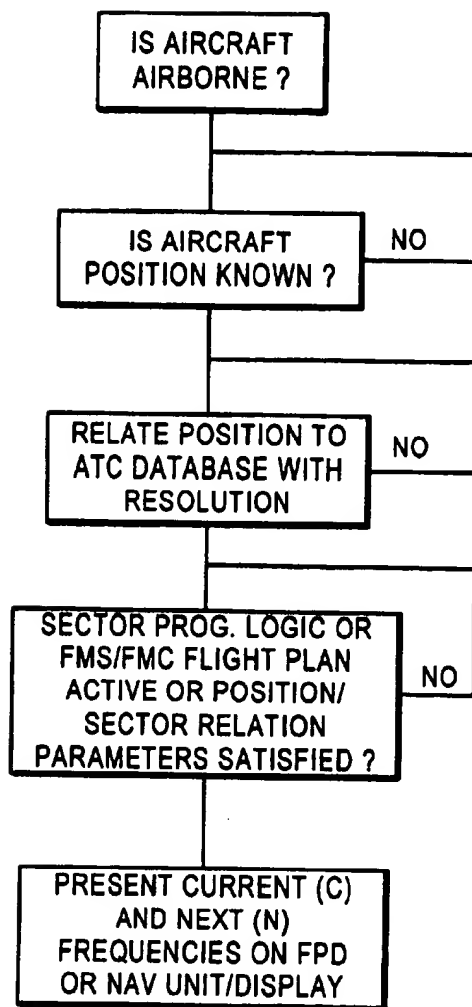 IS AIRCRAFT
AIRBORNE ?
IS AIRCRAFT
POSITION KNOWN ?
NO
RELATE POSITION TO
ATC DATABASE WITH
RESOLUTION
NO
SECTOR PROG. LOGIC OR
FMS/FMC FLIGHT PLAN
ACTIVE OR POSITION/
SECTOR RELATION
PARAMETERS SATISFIED ?
NO
PRESENT CURRENT (C)
AND NEXT (N)
FREQUENCIES ON FPD
OR NAV UNIT/DISPLAY